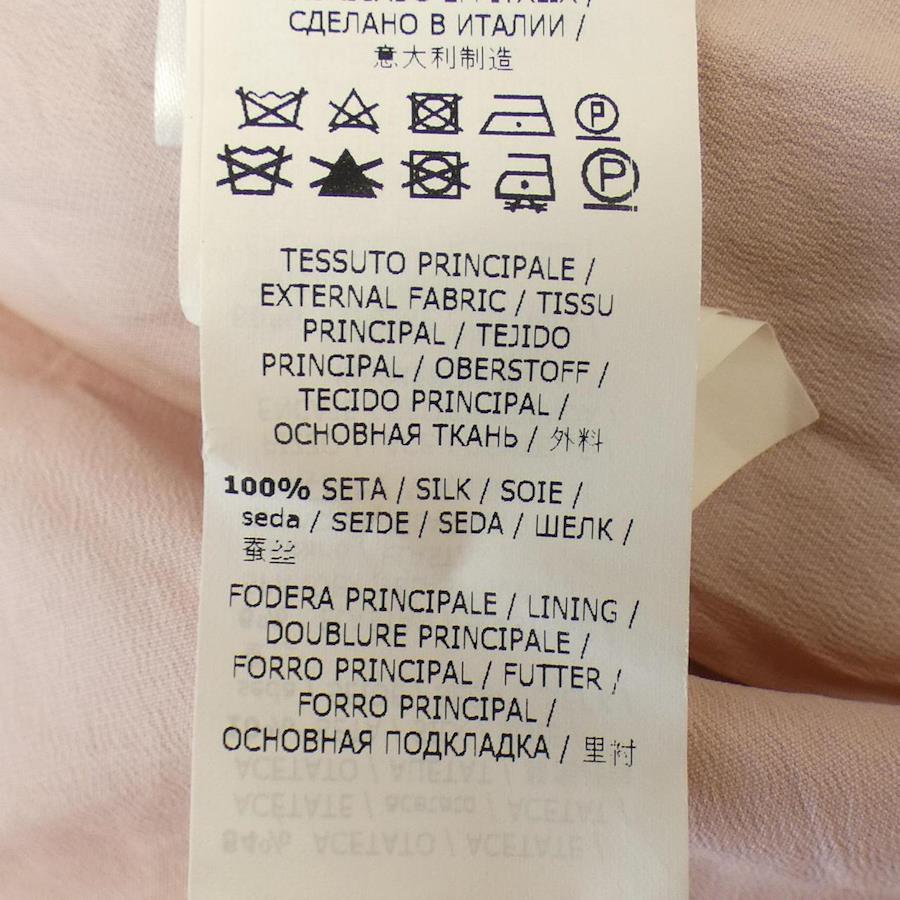 СДЕЛАНО В ИТАЛИИ /
意大利制造
P
P
TESSUTO PRINCIPALE /
EXTERNAL FABRIC / TISSU
PRINCIPAL / TEJIDO
PRINCIPAL / OBERSTOFF /
TECIDO PRINCIPAL /
ОСНОВНАЯ ТКАНЬ / 外料
100% SETA / SILK / SOIE /
seda / SEIDE / SEDA / ШЕЛК /
蚕丝
FODERA PRINCIPALE / LINING /
DOUBLURE PRINCIPALE /
FORRO PRINCIPAL / FUTTER /
FORRO PRINCIPAL /
ОСНОВНАЯ ПОДКЛАДКА / 里衬